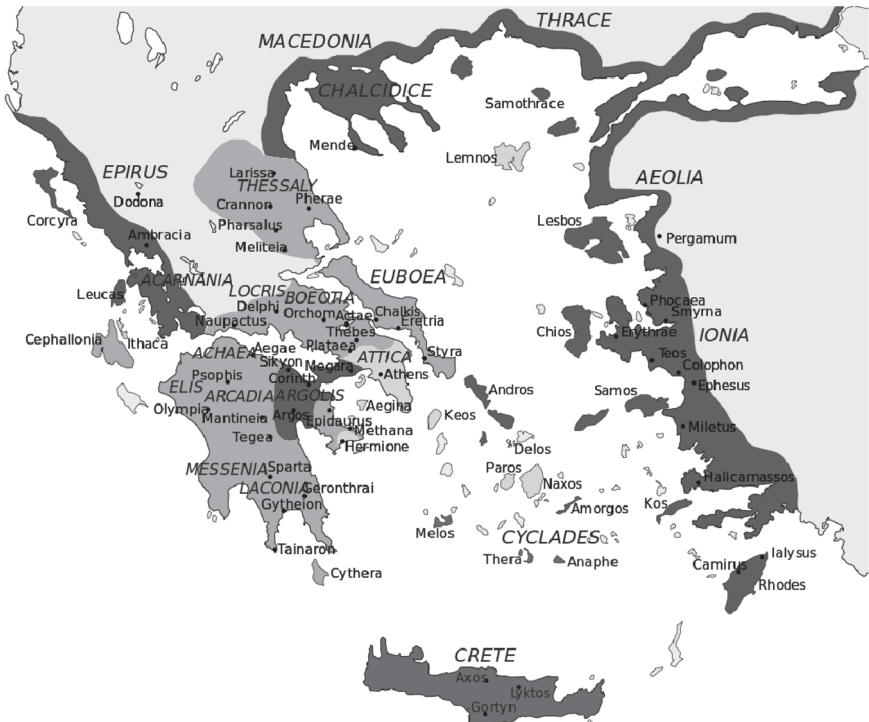 THRACE
MACEDONIA
CHALCIDICE
Samothrace
Mende
Lemnos
EPIRUS
Larissa
THESSALY
AEOLIA
Dodona
Crannon
Pherae
Corcyra
Pharsalus
Lesbos
Ambracia
Meliteia
Pergamum
ACARNANIA
EUBOEA
Leucas
LOCRIS
BOEOTIA
Delphi
Orchom
Actae
Chalkis
Phocaea
Naupactus
Eretria
Smyrna
Thebes
Chios
Erythrae
IONIA
Cephallonia
Ithaca
Plataea
ACHAEA
Aegae
ATTICA
Styra
Teos
Sikyon
Megara
Colophon
Psophis
Corinth
Athens
Ephesus
ELIS
ARCADIA
ARGOLIS
Andros
Samos
Olympia
Aegina
Mantineia
Argos
Epidaurus
Keos
Methana
Miletus
Tegea
Hermione
Delos
MESSENIA
Sparta
Paros
Halicarnassos
LACONIA
Geronthrai
Naxos
Gytheion
Amorgos
Kos
Melos
CYCLADES
Tainaron
Thera
Anaphe
Ialysus
Camirus
Cythera
Rhodes
CRETE
Axos
Lyktos
Gortyn